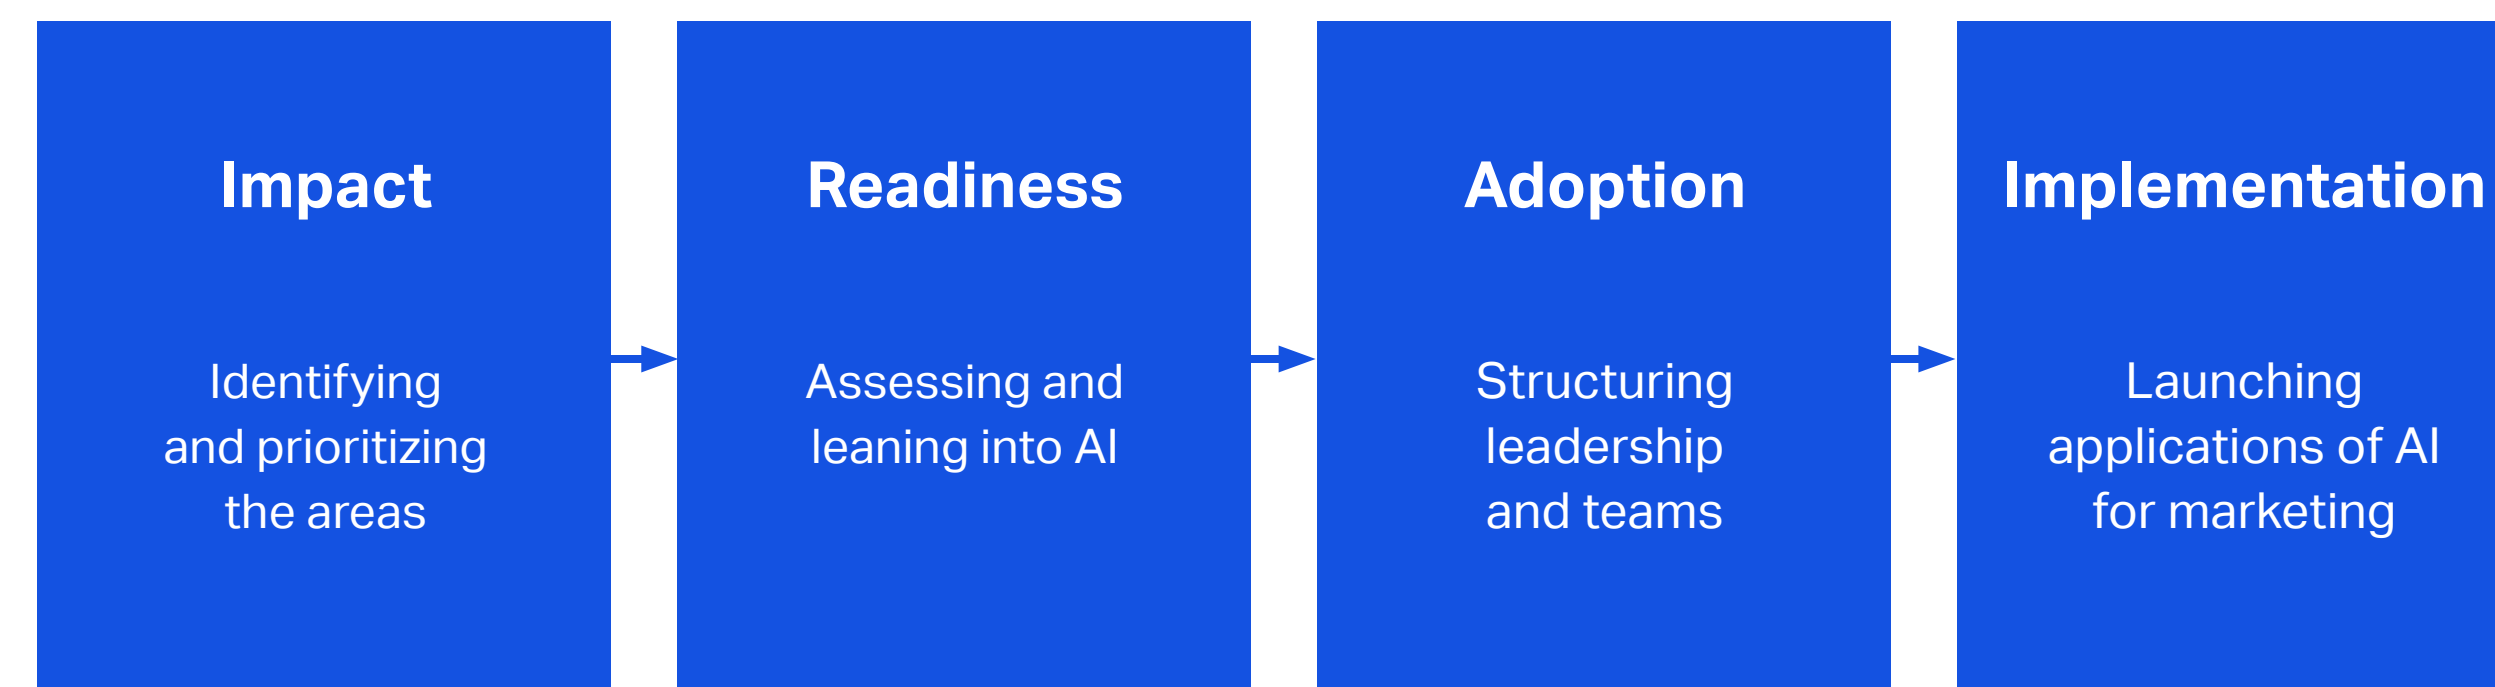 Impact
Identifying
and prioritizing
the areas
Readiness
Assessing and
leaning into AI
Adoption
Structuring
leadership
and teams
Implementation
Launching
applications of AI
for marketing